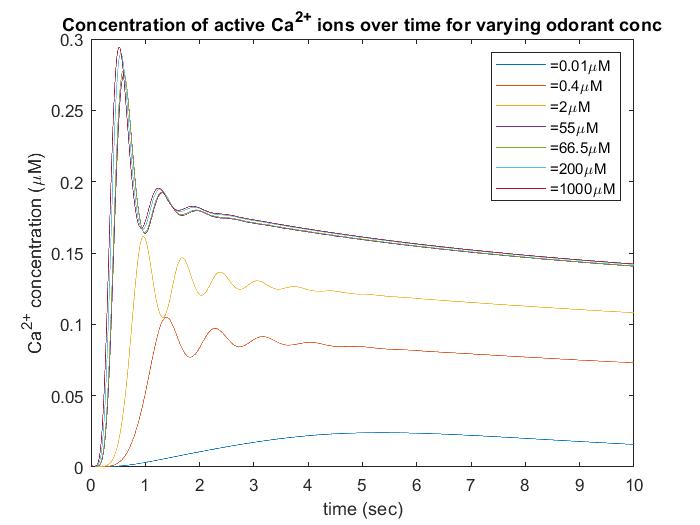 Concentration of active Ca2+ ions over time for varying odorant conc
0.3
0.25
0.2
0.15
0.1
0.05
0
Ca2+ concentration (μM)
=0.01μM
=0.4μM
=2μM
=55μM
=66.5μM
=200μM
=1000μM
0 1 2 3 4 5 6 7 8 9 10
time (sec)